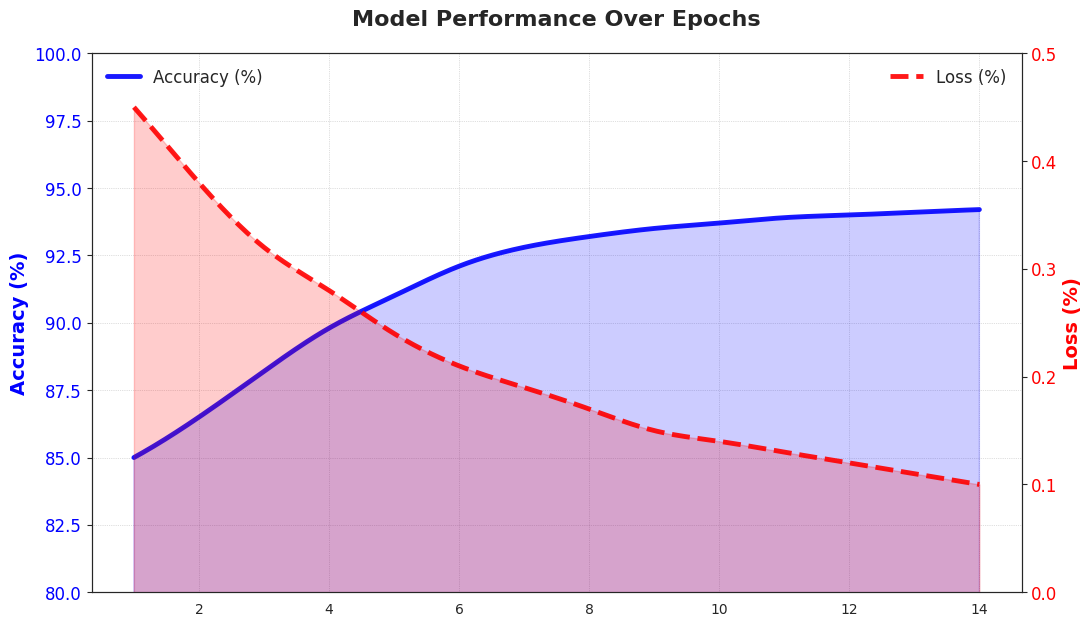 Model Performance Over Epochs
Accuracy (%)
Loss (%)
100.0
97.5
95.0
92.5
90.0
87.5
85.0
82.5
80.0
Accuracy (%)
0.5
0.4
0.3
0.2
0.1
0.0
Loss (%)
2 4 6 8 10 12 14